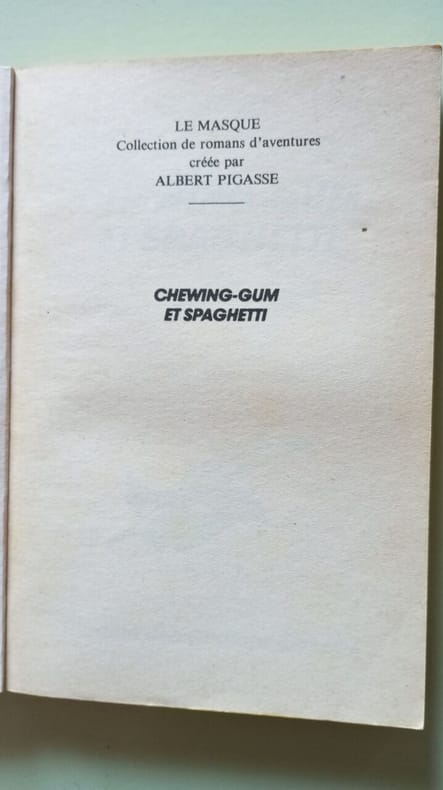 LE MASQUE
Collection de romans d'aventures
créée par
ALBERT PIGASSE
CHEWING-GUM
ET SPAGHETTI